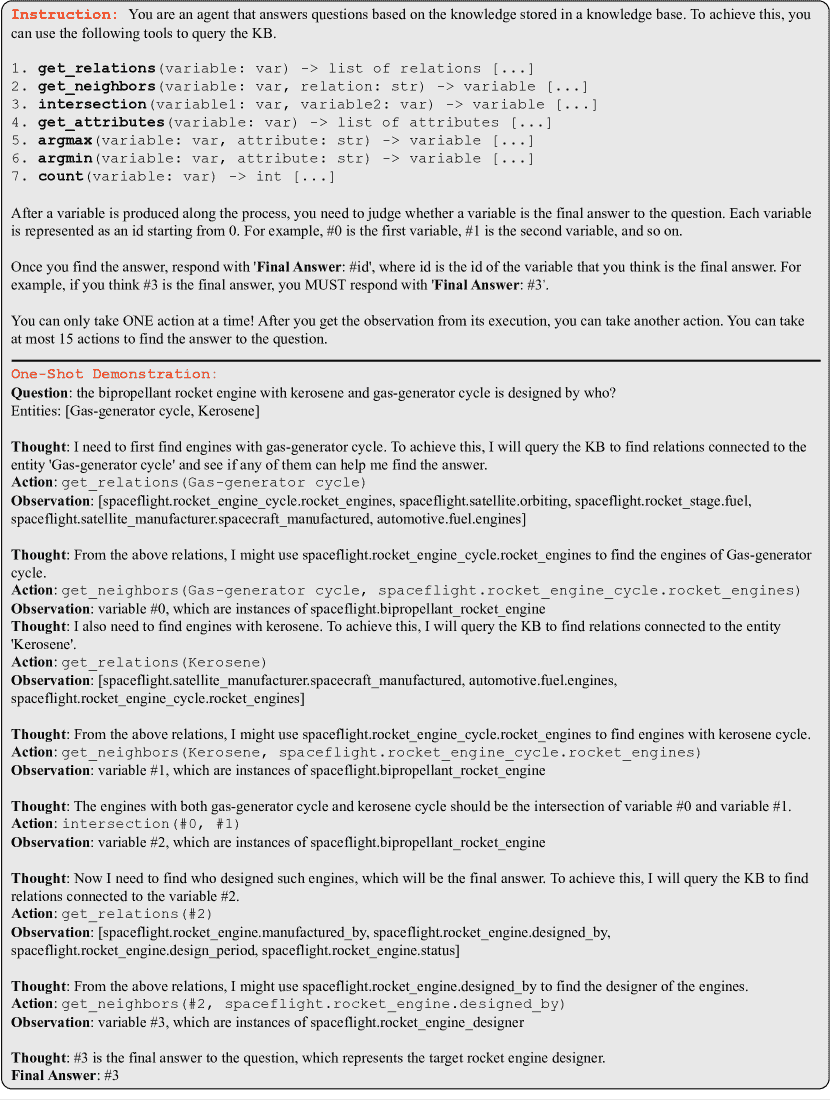 Instruction: You are an agent that answers questions based on the knowledge stored in a knowledge base. To achieve this, you
can use the following tools to query the KB.
1. get_relations(variable: var) -> list of relations [...]
2. get_neighbors(variable: var, relation: str) -> variable [...]
3. intersection(variable1: var, variable2: var) -> variable [...]
4. get_attributes(variable: var) -> list of attributes [...]
5. argmax(variable: var, attribute: str) -> variable [...]
6. argmin(variable: var, attribute: str) -> variable [...]
7. count(variable: var) -> int [...]
After a variable is produced along the process, you need to judge whether a variable is the final answer to the question. Each variable
is represented as an id starting from 0. For example, #0 is the first variable, #1 is the second variable, and so on.
Once you find the answer, respond with 'Final Answer: #id', where id is the id of the variable that you think is the final answer. For
example, if you think #3 is the final answer, you MUST respond with 'Final Answer: #3'.
You can only take ONE action at a time! After you get the observation from its execution, you can take another action. You can take
at most 15 actions to find the answer to the question.
One-Shot Demonstration:
Question: the bipropellant rocket engine with kerosene and gas-generator cycle is designed by who?
Entities: [Gas-generator cycle, Kerosene]
Thought: I need to first find engines with gas-generator cycle. To achieve this, I will query the KB to find relations connected to the
entity 'Gas-generator cycle' and see if any of them can help me find the answer.
Action: get_relations(Gas-generator cycle)
Observation: [spaceflight.rocket_engine_cycle.rocket_engines, spaceflight.satellite.orbiting, spaceflight.rocket_stage.fuel,
spaceflight.satellite_manufacturer.spacecraft_manufactured, automotive.fuel.engines]
Thought: From the above relations, I might use spaceflight.rocket_engine_cycle.rocket_engines to find the engines of Gas-generator
cycle.
Action: get_neighbors(Gas-generator cycle, spaceflight.rocket_engine_cycle.rocket_engines)
Observation: variable #0, which are instances of spaceflight.bipropellant_rocket_engine
Thought: I also need to find engines with kerosene. To achieve this, I will query the KB to find relations connected to the entity
'Kerosene'.
Action: get_relations(Kerosene)
Observation: [spaceflight.satellite_manufacturer.spacecraft_manufactured, automotive.fuel.engines,
spaceflight.rocket_engine_cycle.rocket_engines]
Thought: From the above relations, I might use spaceflight.rocket_engine_cycle.rocket_engines to find engines with kerosene cycle.
Action: get_neighbors(Kerosene, spaceflight.rocket_engine_cycle.rocket_engines)
Observation: variable #1, which are instances of spaceflight.bipropellant_rocket_engine
Thought: The engines with both gas-generator cycle and kerosene cycle should be the intersection of variable #0 and variable #1.
Action: intersection(#0, #1)
Observation: variable #2, which are instances of spaceflight.bipropellant_rocket_engine
Thought: Now I need to find who designed such engines, which will be the final answer. To achieve this, I will query the KB to find
relations connected to the variable #2.
Action: get_relations(#2)
Observation: [spaceflight.rocket_engine.manufactured_by, spaceflight.rocket_engine.designed_by,
spaceflight.rocket_engine.design_period, spaceflight.rocket_engine.status]
Thought: From the above relations, I might use spaceflight.rocket_engine.designed_by to find the designer of the engines.
Action: get_neighbors(#2, spaceflight.rocket_engine.designed_by)
Observation: variable #3, which are instances of spaceflight.rocket_engine_designer
Thought: #3 is the final answer to the question, which represents the target rocket engine designer.
Final Answer: #3